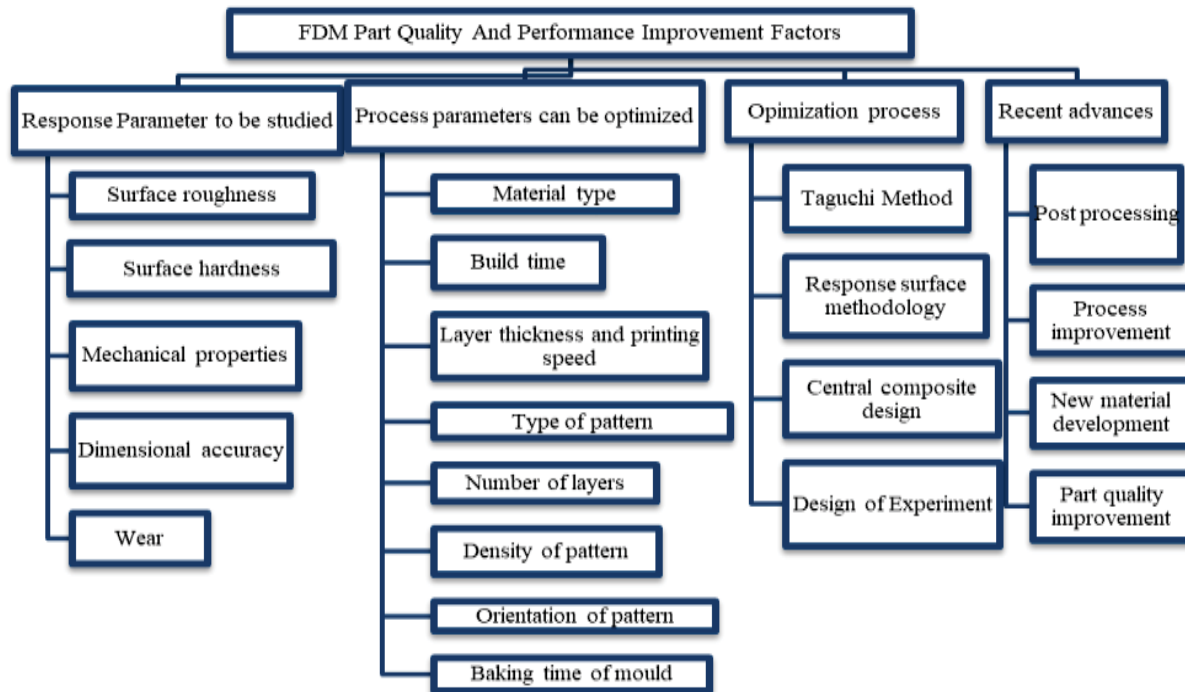 FDM Part Quality And Performance Improvement Factors
Response Parameter to be studied
Surface roughness
Surface hardness
Mechanical properties
Dimensional accuracy
Wear
Process parameters can be optimized
Material type
Build time
Layer thickness and printing
speed
Type of pattern
Number of layers
Density of pattern
Orientation of pattern
Baking time of mould
Opimization process
Taguchi Method
Response surface
methodology
Central composite
design
Design of Experiment
Recent advances
Post processing
Process
improvement
New material
development
Part quality
improvement